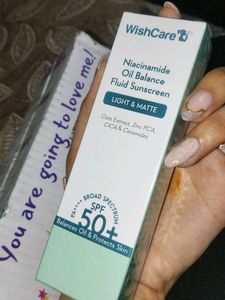 WishCare
Niacinamide
Oil Balance
Fluid Sunscreen
LIGHT & MATTE
Oats Extract, Zinc PCA,
CICA & Ceramides
BROAD SPECTRUM
PA++++
SPF
50+
Balances Oil & Protects Skin
You are going to love me!